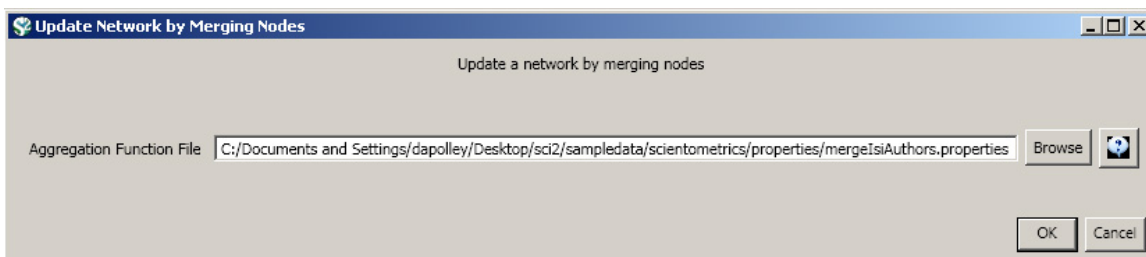 Update Network by Merging Nodes
Update a network by merging nodes
Aggregation Function File C:/Documents and Settings/dapolley/Desktop/sci2/sampledata/scientometrics/properties/mergeIsiAuthors.properties Browse
OK Cancel